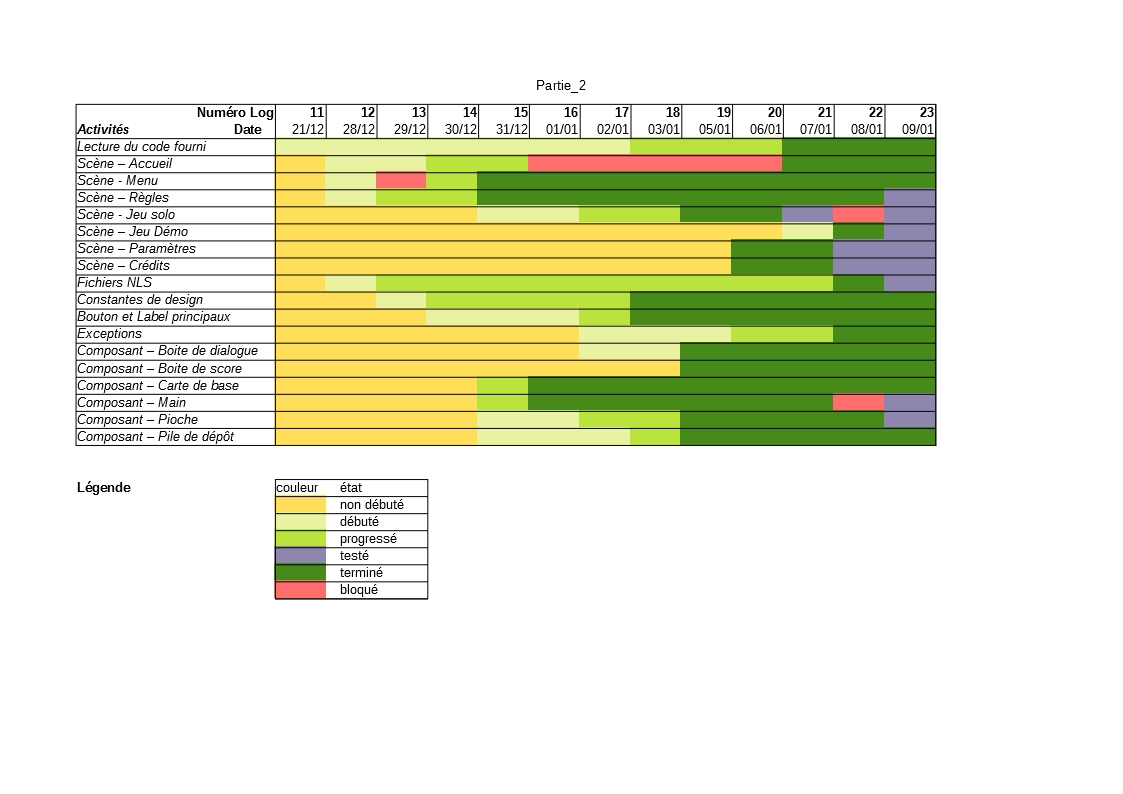 Partie_2
Numéro Log 11 12 13 14 15 16 17 18 19 20 21 22 23
Activités Date 21/12 28/12 29/12 30/12 31/12 01/01 02/01 03/01 05/01 06/01 07/01 08/01 09/01
Lecture du code fourni
Scène – Accueil
Scène - Menu
Scène – Règles
Scène - Jeu solo
Scène – Jeu Démo
Scène – Paramètres
Scène – Crédits
Fichiers NLS
Constantes de design
Bouton et Label principaux
Exceptions
Composant – Boite de dialogue
Composant – Boite de score
Composant – Carte de base
Composant – Main
Composant – Pioche
Composant – Pile de dépôt
Légende couleur état
non débuté
débuté
progressé
testé
terminé
bloqué